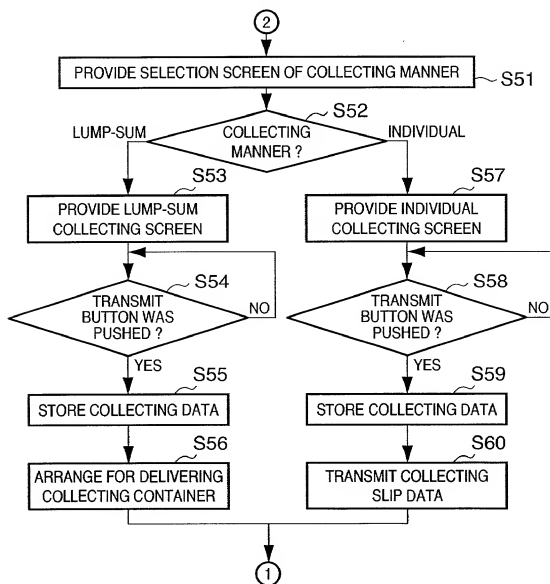 2
PROVIDE SELECTION SCREEN OF COLLECTING MANNER
S51
S52
LUMP-SUM
COLLECTING
MANNER ?
INDIVIDUAL
S53
PROVIDE LUMP-SUM
COLLECTING SCREEN
S54
TRANSMIT
BUTTON WAS
PUSHED ?
NO
YES
S55
STORE COLLECTING DATA
S56
ARRANGE FOR DELIVERING
COLLECTING CONTAINER
S57
PROVIDE INDIVIDUAL
COLLECTING SCREEN
S58
TRANSMIT
BUTTON WAS
PUSHED ?
NO
YES
S59
STORE COLLECTING DATA
S60
TRANSMIT COLLECTING
SLIP DATA
1